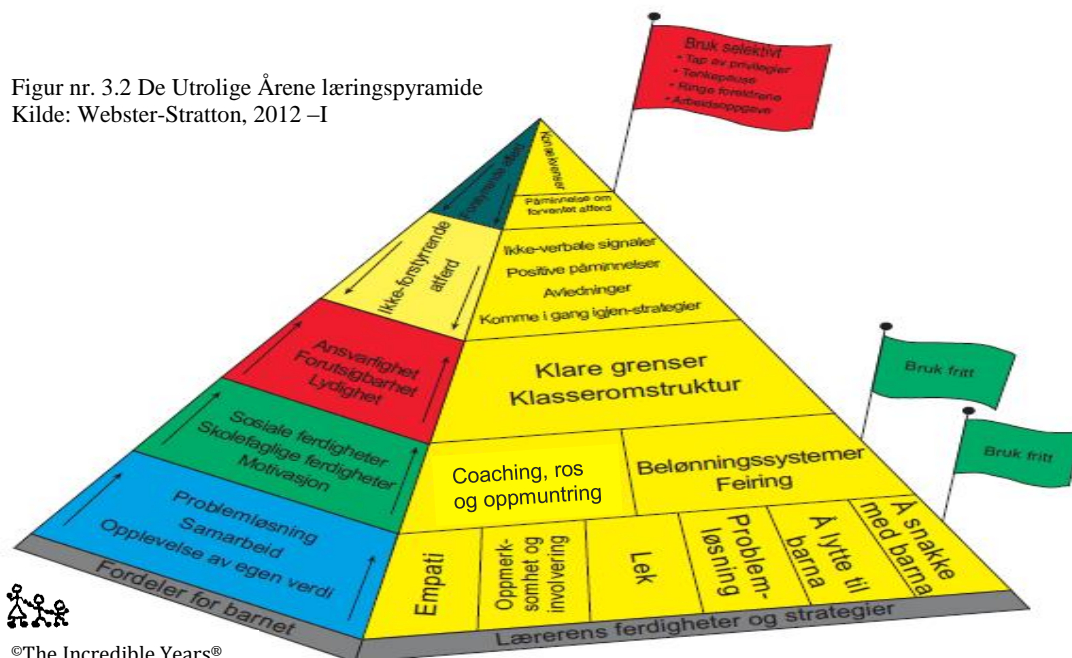 Figur nr. 3.2 De Utrolige Årene læringspyramide
Kilde: Webster-Stratton, 2012 –I
Bruk selektivt
• Tap av privilegier
• Tenkepause
• Ringe foreldrene
• Arbeidsoppgave
Forstyrrende atferd
Konsekvenser
Påminnelse om
forventet atferd
Ikke-forstyrrende
atferd
Ikke-verbale signaler
Positive påminnelser
Avledninger
Komme i gang igjen-strategier
Ansvarlighet
Forutsigbarhet
Lydighet
Klare grenser
Klasseromstruktur
Bruk fritt
Bruk fritt
Sosiale ferdigheter
Skolefaglige ferdigheter
Motivasjon
Coaching, ros
og oppmuntring
Belønningssystemer
Feiring
Problemløsning
Samarbeid
Opplevelse av egen verdi
Empati
Oppmerk-
somhet og
involvering
Lek
Problem-
løsning
Å lytte til
barna
Å snakke
med barna
Fordeler for barnet
Lærerens ferdigheter og strategier
©The Incredible Years®